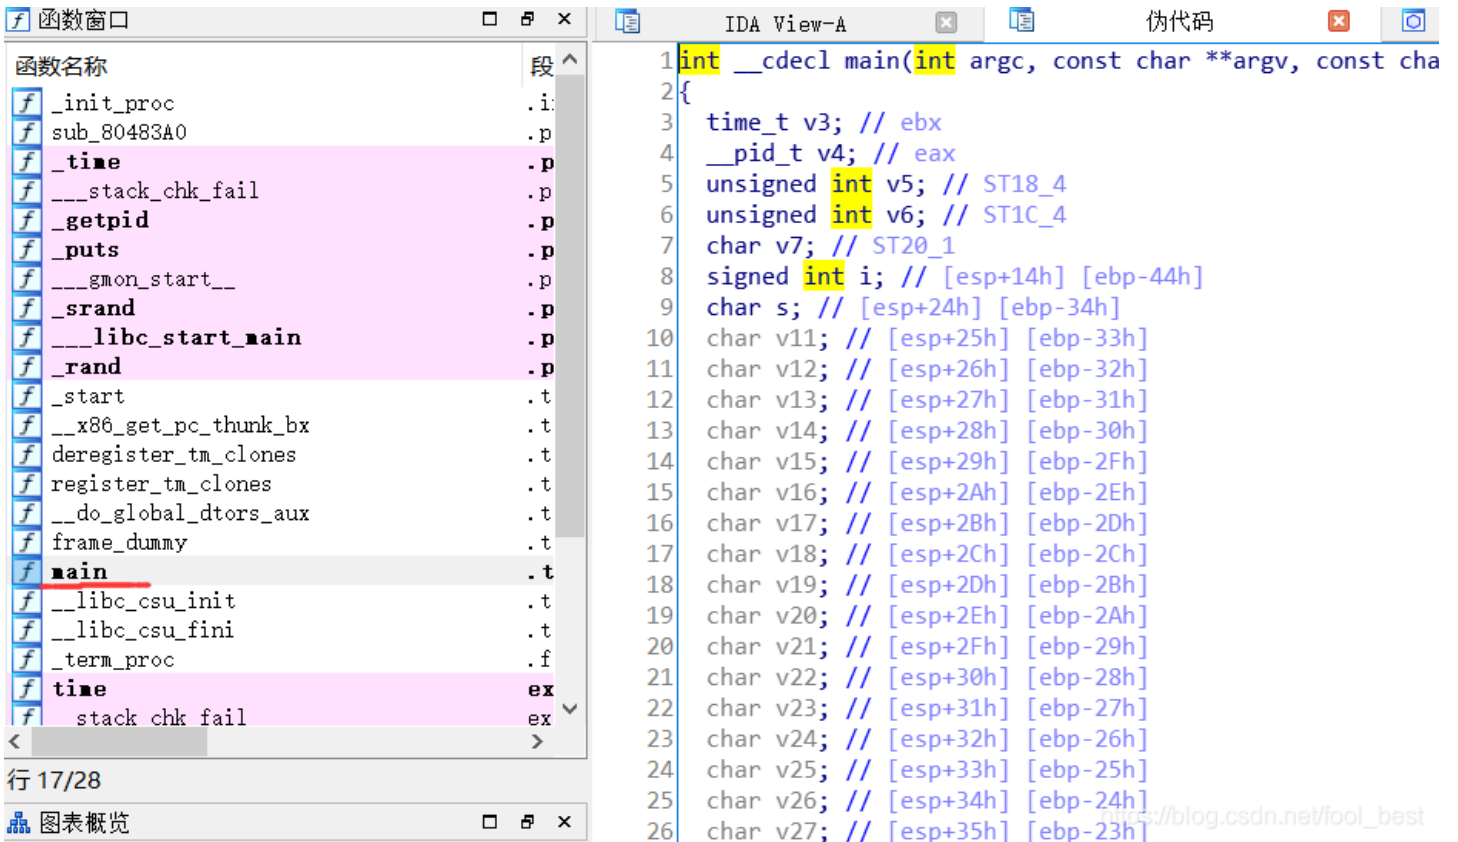 函数窗口
函数名称 段
_init_proc .i
sub_80483A0 .p
_time .p
___stack_chk_fail .p
_getpid .p
_puts .p
___gmon_start__ .p
_srand .p
___libc_start_main .p
_rand .p
_start .t
__x86_get_pc_thunk_bx .t
deregister_tm_clones .t
register_tm_clones .t
__do_global_dtors_aux .t
frame_dummy .t
main .t
__libc_csu_init .t
__libc_csu_fini .t
_term_proc .f
time ex
stack chk fail ex
行 17/28
图表概览
IDA View-A 伪代码
1 int __cdecl main(int argc, const char **argv, const cha
2 {
3 time_t v3; // ebx
4 __pid_t v4; // eax
5 unsigned int v5; // ST18_4
6 unsigned int v6; // ST1C_4
7 char v7; // ST20_1
8 signed int i; // [esp+14h] [ebp-44h]
9 char s; // [esp+24h] [ebp-34h]
10 char v11; // [esp+25h] [ebp-33h]
11 char v12; // [esp+26h] [ebp-32h]
12 char v13; // [esp+27h] [ebp-31h]
13 char v14; // [esp+28h] [ebp-30h]
14 char v15; // [esp+29h] [ebp-2Fh]
15 char v16; // [esp+2Ah] [ebp-2Eh]
16 char v17; // [esp+2Bh] [ebp-2Dh]
17 char v18; // [esp+2Ch] [ebp-2Ch]
18 char v19; // [esp+2Dh] [ebp-2Bh]
19 char v20; // [esp+2Eh] [ebp-2Ah]
20 char v21; // [esp+2Fh] [ebp-29h]
21 char v22; // [esp+30h] [ebp-28h]
22 char v23; // [esp+31h] [ebp-27h]
23 char v24; // [esp+32h] [ebp-26h]
24 char v25; // [esp+33h] [ebp-25h]
25 char v26; // [esp+34h] [ebp-24h]
26 char v27; // [esp+35h] [ebp-23h]
https://blog.csdn.net/fool_best